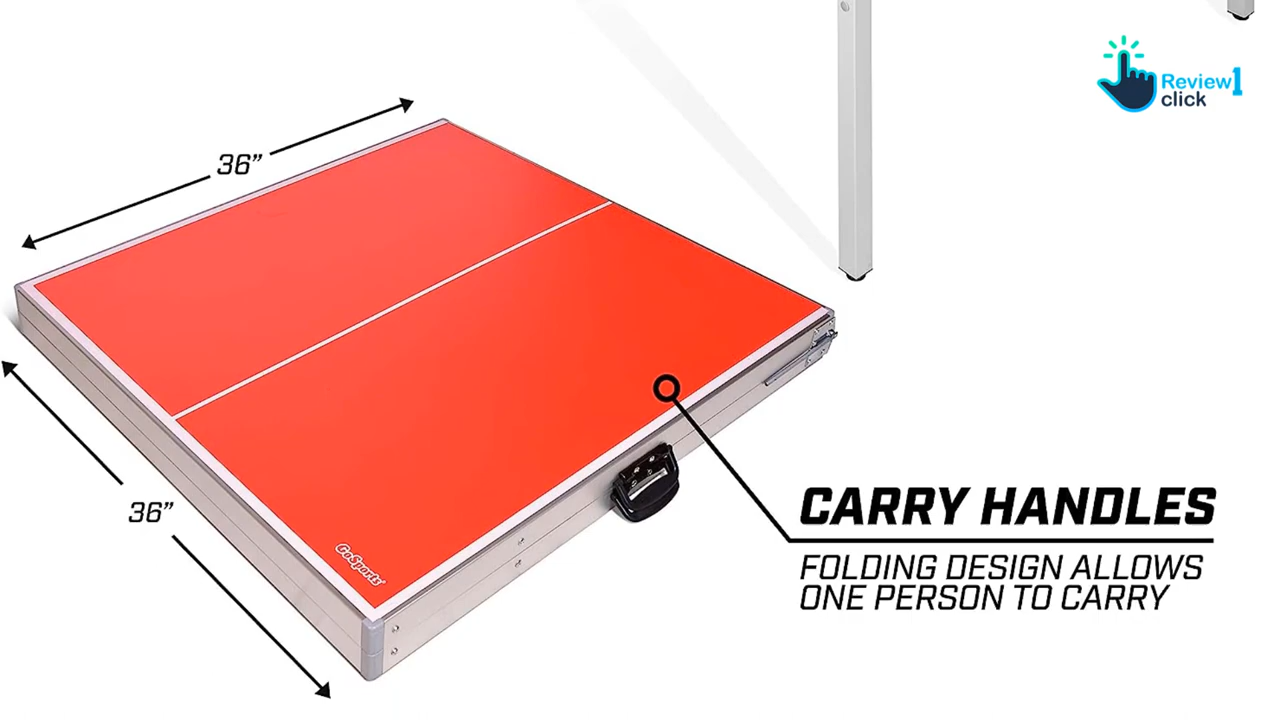 Review1
click
36”
36”
GoSports
CARRY HANDLES
FOLDING DESIGN ALLOWS
ONE PERSON TO CARRY